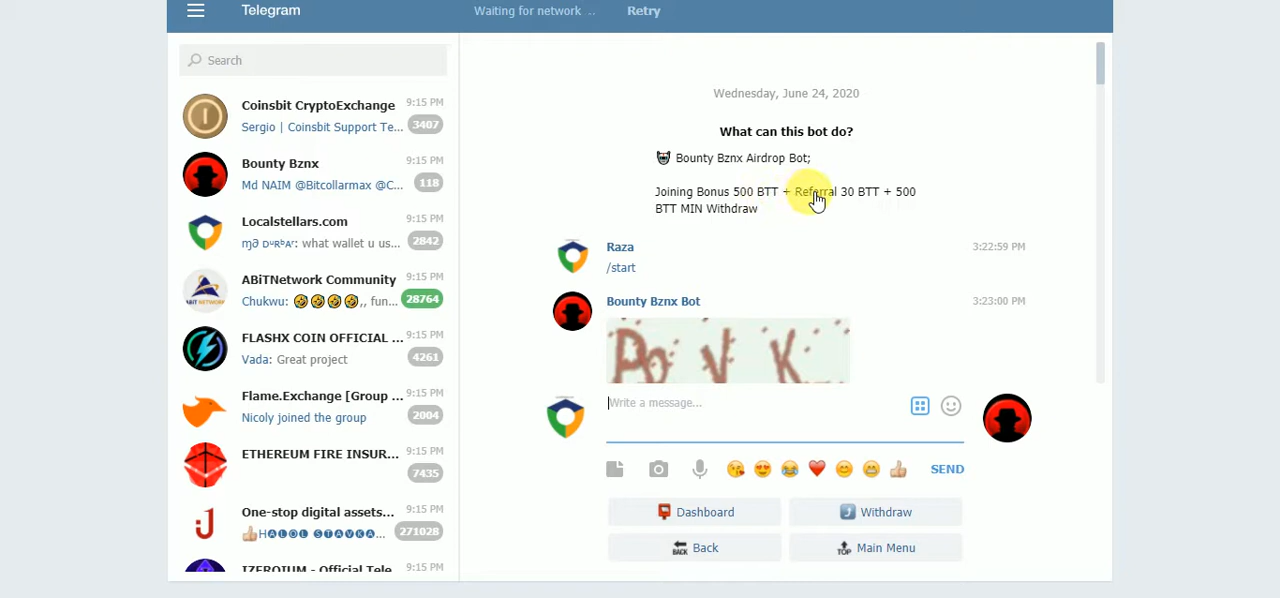 Telegram
Waiting for network ..
Retry
Search
Coinsbit CryptoExchange
9:15 PM
Sergio | Coinsbit Support Te...
3407
Bounty Bznx
9:15 PM
Md NAIM @Bitcollarmax @C...
118
Localstellars.com
9:15 PM
ɱ∂ ᴅᵘʀᵇᴬʳ: what wallet u us...
2842
ABiTNetwork Community
9:15 PM
Chukwu: 🤣🤣🤣🤣,, fun...
28764
FLASHX COIN OFFICIAL ...
9:15 PM
Vada: Great project
4261
Flame.Exchange [Group ...
9:15 PM
Nicoly joined the group
2004
ETHEREUM FIRE INSUR...
9:15 PM
7435
One-stop digital assets...
9:15 PM
👍H🅐🅛🅞🅛 🅢🅣🅐🅥🅚🅐...
271028
IZEROIUM - Official Tele
9:15 PM
Wednesday, June 24, 2020
What can this bot do?
Bounty Bznx Airdrop Bot;
Joining Bonus 500 BTT + Referral 30 BTT + 500
BTT MIN Withdraw
Raza
3:22:59 PM
/start
Bounty Bznx Bot
3:23:00 PM
Write a message...
SEND
Dashboard
Withdraw
BACK Back
TOP Main Menu